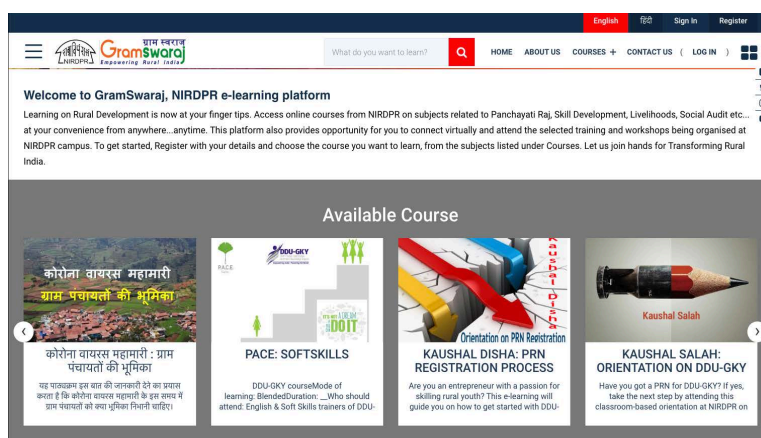 English हिंदी Sign In Register
NIRDPR
ग्राम स्वराज
GramSwaraj
Empowering Rural India
What do you want to learn?
HOME ABOUT US COURSES + CONTACT US ( LOG IN )
Welcome to GramSwaraj, NIRDPR e-learning platform
Learning on Rural Development is now at your finger tips. Access online courses from NIRDPR on subjects related to Panchayati Raj, Skill Development, Livelihoods, Social Audit etc...
at your convenience from anywhere...anytime. This platform also provides opportunity for you to connect virtually and attend the selected training and workshops being organised at
NIRDPR campus. To get started, Register with your details and choose the course you want to learn, from the subjects listed under Courses. Let us join hands for Transforming Rural
India.
Available Course
कोरोना वायरस महामारी
ग्राम पंचायतों की भूमिका
कोरोना वायरस महामारी : ग्राम
पंचायतों की भूमिका
यह पाठ्यक्रम इस बात की जानकारी देने का प्रयास
करता है कि कोरोना वायरस महामारी के इस समय में
ग्राम पंचायतों को क्या भूमिका निभानी चाहिए।
P.A.C.E.
DDU-GKY
DO IT
PACE: SOFTSKILLS
DDU-GKY courseMode of
learning: BlendedDuration: __Who should
attend: English & Soft Skills trainers of DDU-
Kaushal Disha
Orientation on PRN Registration
KAUSHAL DISHA: PRN
REGISTRATION PROCESS
Are you an entrepreneur with a passion for
skilling rural youth? This e-learning will
guide you on how to get started with DDU-
Kaushal Salah
KAUSHAL SALAH:
ORIENTATION ON DDU-GKY
Have you got a PRN for DDU-GKY? If yes,
take the next step by attending this
classroom-based orientation at NIRDPR on